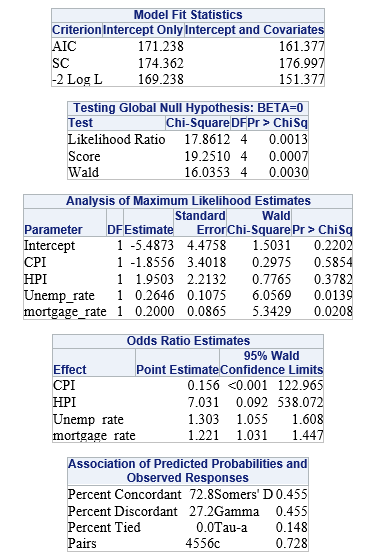 Model Fit Statistics
Criterion Intercept Only Intercept and Covariates
AIC 171.238 161.377
SC 174.362 176.997
-2 Log L 169.238 151.377
Testing Global Null Hypothesis: BETA=0
Test Chi-Square DF Pr > ChiSq
Likelihood Ratio 17.8612 4 0.0013
Score 19.2510 4 0.0007
Wald 16.0353 4 0.0030
Analysis of Maximum Likelihood Estimates
Parameter DF Estimate Standard Error Wald Chi-Square Pr > ChiSq
Intercept 1 -5.4873 4.4758 1.5031 0.2202
CPI 1 -1.8556 3.4018 0.2975 0.5854
HPI 1 1.9503 2.2132 0.7765 0.3782
Unemp_rate 1 0.2646 0.1075 6.0569 0.0139
mortgage_rate 1 0.2000 0.0865 5.3429 0.0208
Odds Ratio Estimates
Effect Point Estimate 95% Wald Confidence Limits
CPI 0.156 <0.001 122.965
HPI 7.031 0.092 538.072
Unemp_rate 1.303 1.055 1.608
mortgage_rate 1.221 1.031 1.447
Association of Predicted Probabilities and
Observed Responses
Percent Concordant 72.8 Somers' D 0.455
Percent Discordant 27.2 Gamma 0.455
Percent Tied 0.0 Tau-a 0.148
Pairs 4556 c 0.728